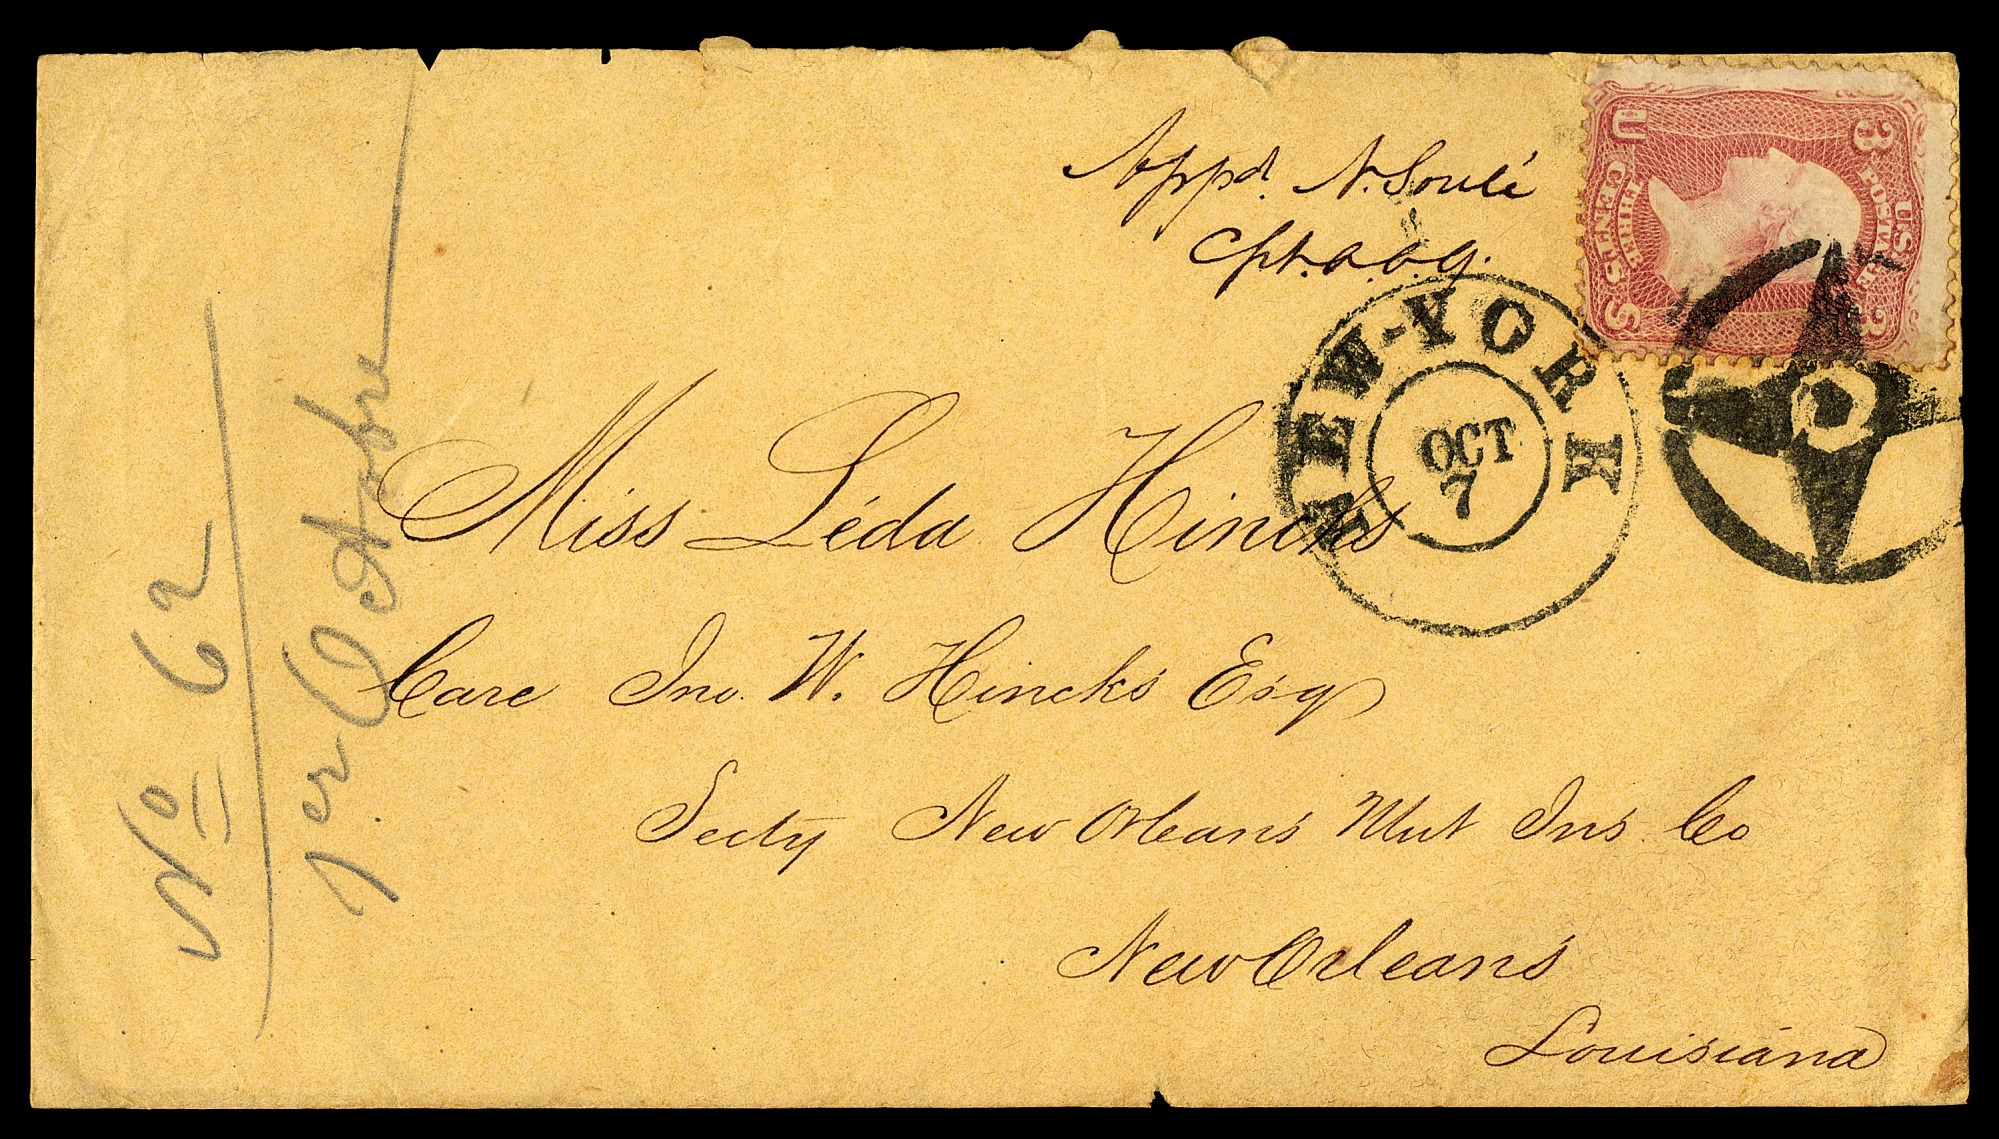 Appd. N. Soulé
Cpt. a. d. g.
NEW-YORK
OCT
7
U.S. POSTAGE
3 3
THREE CENTS
U S
Miss Léda Hincks
Care Jno. W. Hincks Esq
Secty New Orleans Mut Ins Co
New Orleans
Louisiana
No 62
1er Octobre